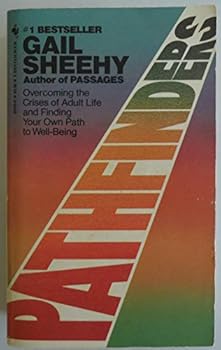 #1 BESTSELLER
GAIL
SHEEHY
Author of PASSAGES
Overcoming the
Crises of Adult Life
and Finding
Your Own Path
to Well-Being
PATHFINDERS